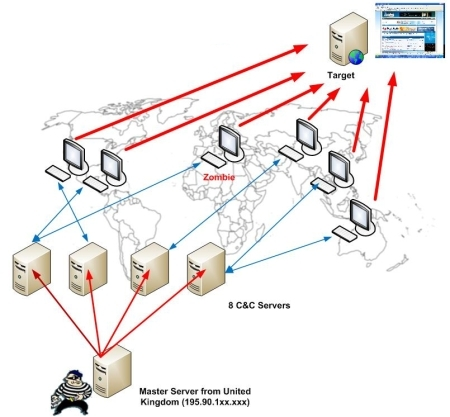 Target
Zombie
8 C&C Servers
Master Server from United
Kingdom (195.90.1xx.xxx)